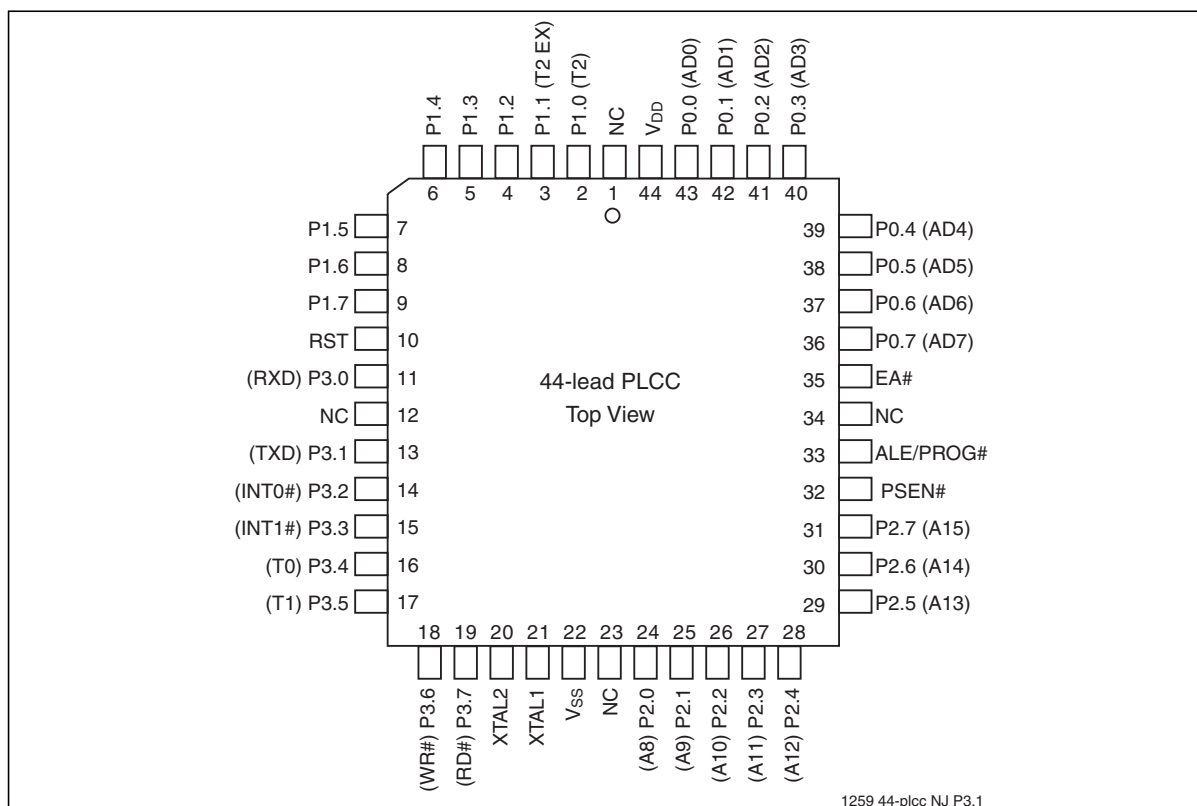 P1.4
P1.3
P1.2
P1.1 (T2 EX)
P1.0 (T2)
NC
VDD
P0.0 (AD0)
P0.1 (AD1)
P0.2 (AD2)
P0.3 (AD3)
6 5 4 3 2 1 44 43 42 41 40
P1.5 7
P1.6 8
P1.7 9
RST 10
(RXD) P3.0 11
NC 12
(TXD) P3.1 13
(INT0#) P3.2 14
(INT1#) P3.3 15
(T0) P3.4 16
(T1) P3.5 17
44-lead PLCC
Top View
39 P0.4 (AD4)
38 P0.5 (AD5)
37 P0.6 (AD6)
36 P0.7 (AD7)
35 EA#
34 NC
33 ALE/PROG#
32 PSEN#
31 P2.7 (A15)
30 P2.6 (A14)
29 P2.5 (A13)
18 19 20 21 22 23 24 25 26 27 28
(WR#) P3.6
(RD#) P3.7
XTAL2
XTAL1
VSS
NC
(A8) P2.0
(A9) P2.1
(A10) P2.2
(A11) P2.3
(A12) P2.4
1259 44-plcc NJ P3.1